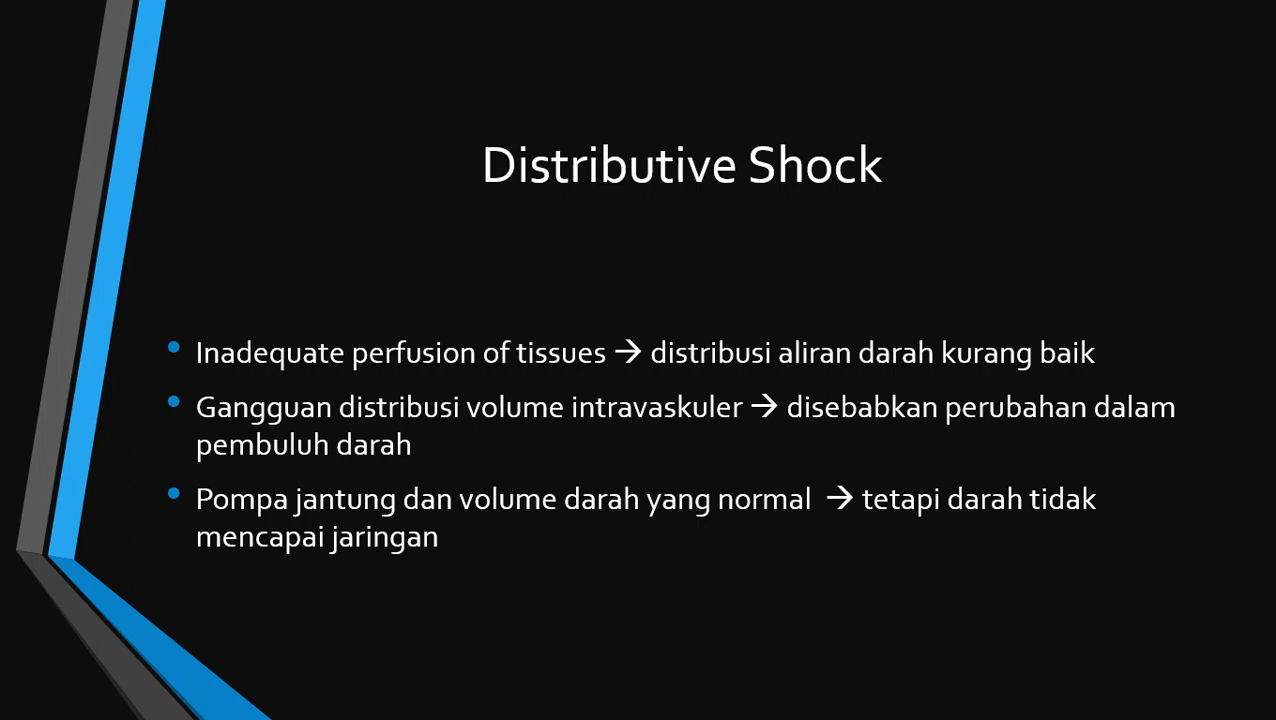 Distributive Shock
• Inadequate perfusion of tissues → distribusi aliran darah kurang baik
• Gangguan distribusi volume intravaskuler → disebabkan perubahan dalam
pembuluh darah
• Pompa jantung dan volume darah yang normal → tetapi darah tidak
mencapai jaringan